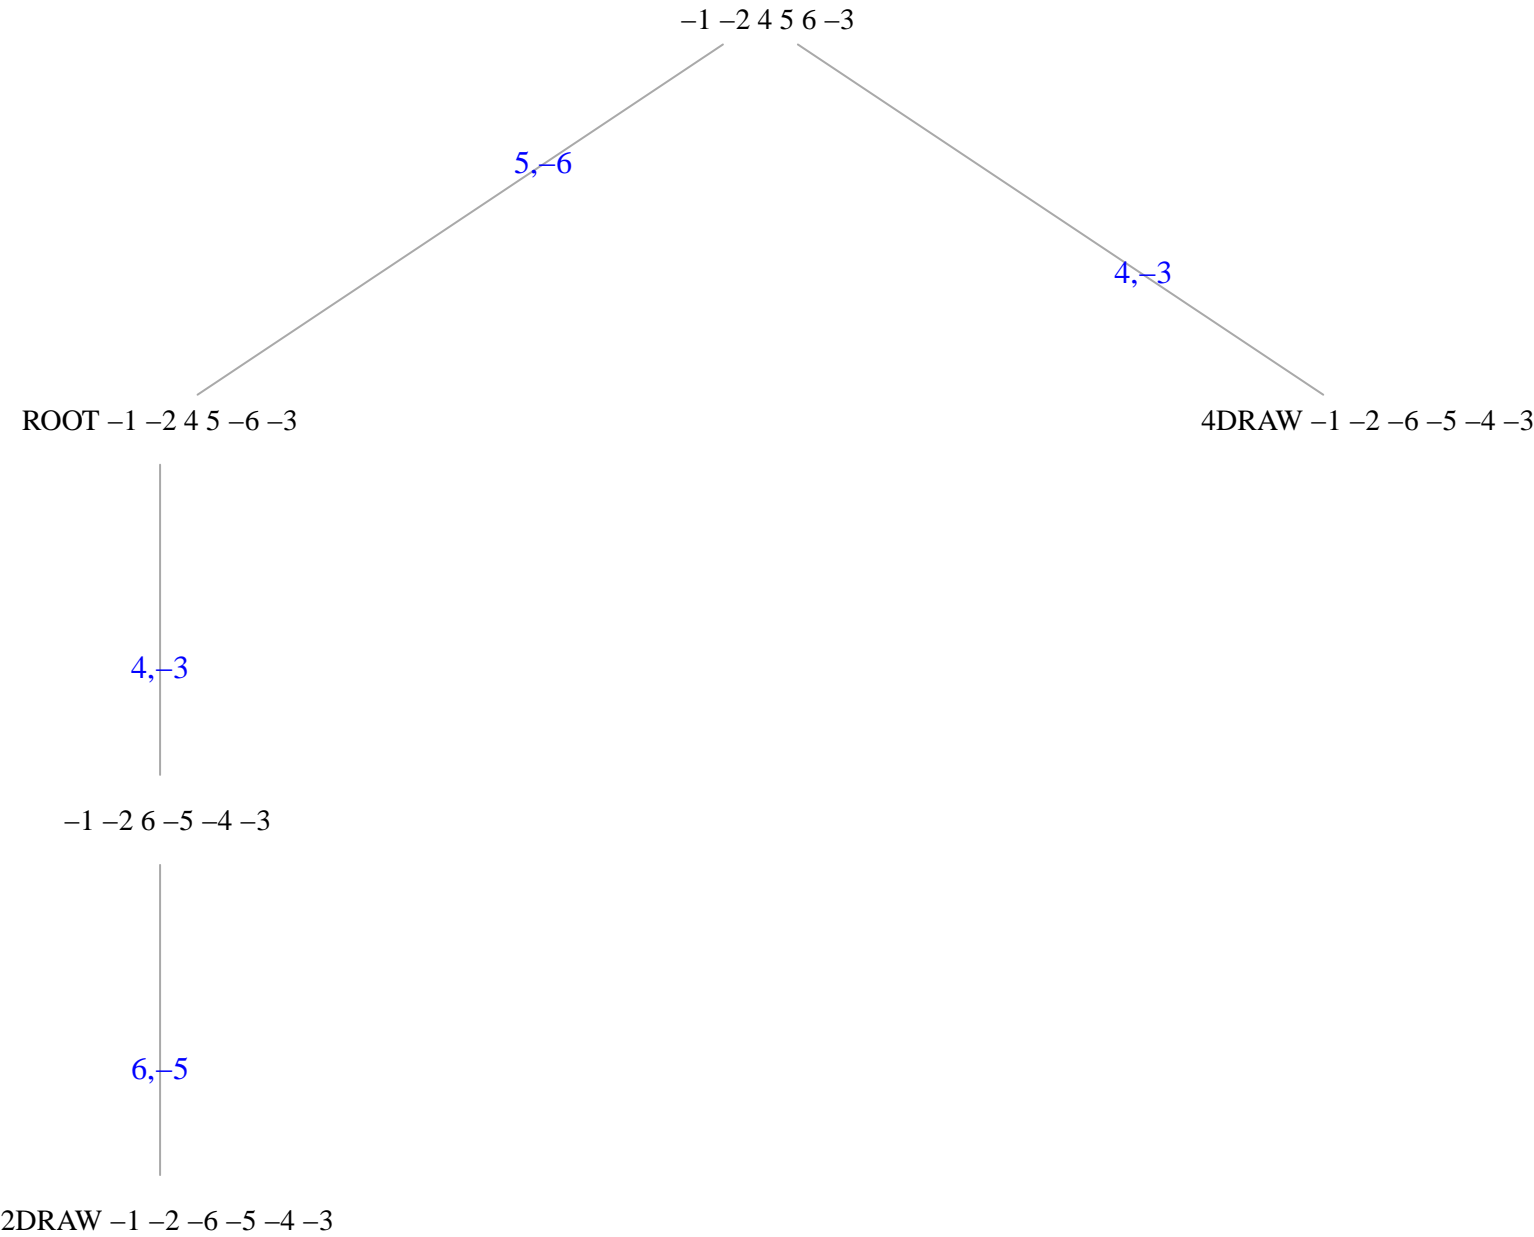 –1 –2 4 5 6 –3
5,–6
4,–3
ROOT –1 –2 4 5 –6 –3
4DRAW –1 –2 –6 –5 –4 –3
4,–3
–1 –2 6 –5 –4 –3
6,–5
2DRAW –1 –2 –6 –5 –4 –3